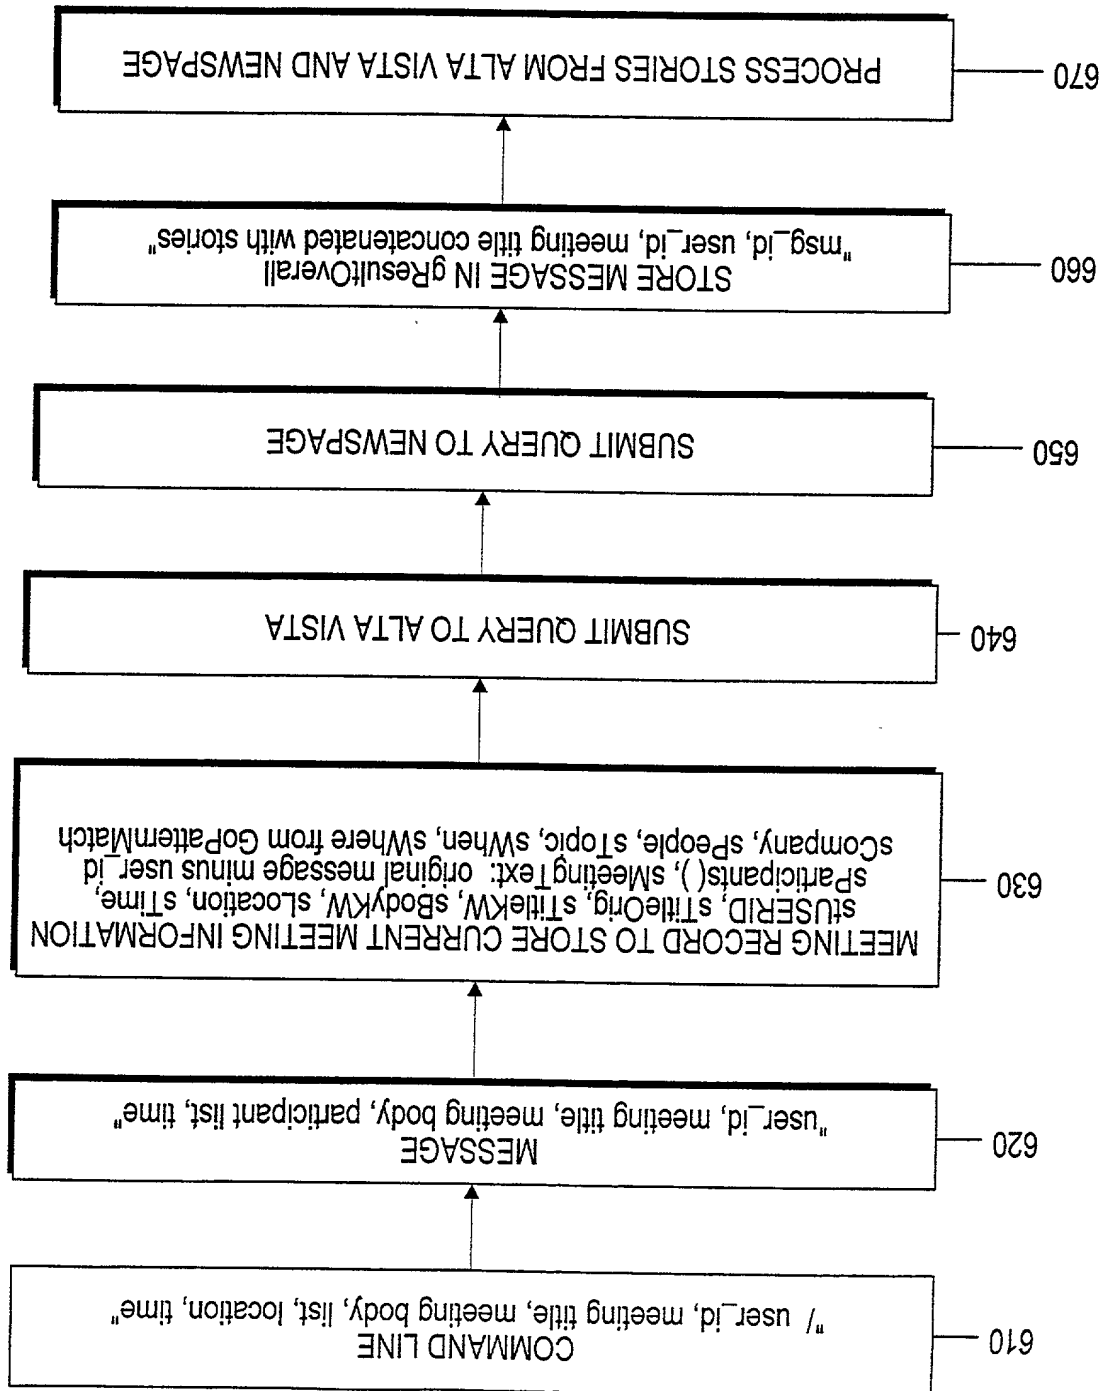 610
COMMAND LINE
"/ user_id, meeting title, meeting body, list, location, time"
620
MESSAGE
"user_id, meeting title, meeting body, participant list, time"
630
MEETING RECORD TO STORE CURRENT MEETING INFORMATION
stUSERID, sTitleOrig, sTitleKW, sBodyKW, sLocation, sTime,
sParticipants( ), sMeetingText: original message minus user_id
sCompany, sPeople, sTopic, sWhen, sWhere from GoPatternMatch
640
SUBMIT QUERY TO ALTA VISTA
650
SUBMIT QUERY TO NEWSPAGE
660
STORE MESSAGE IN gResultOverall
"msg_id, user_id, meeting title concatenated with stories"
670
PROCESS STORIES FROM ALTA VISTA AND NEWSPAGE